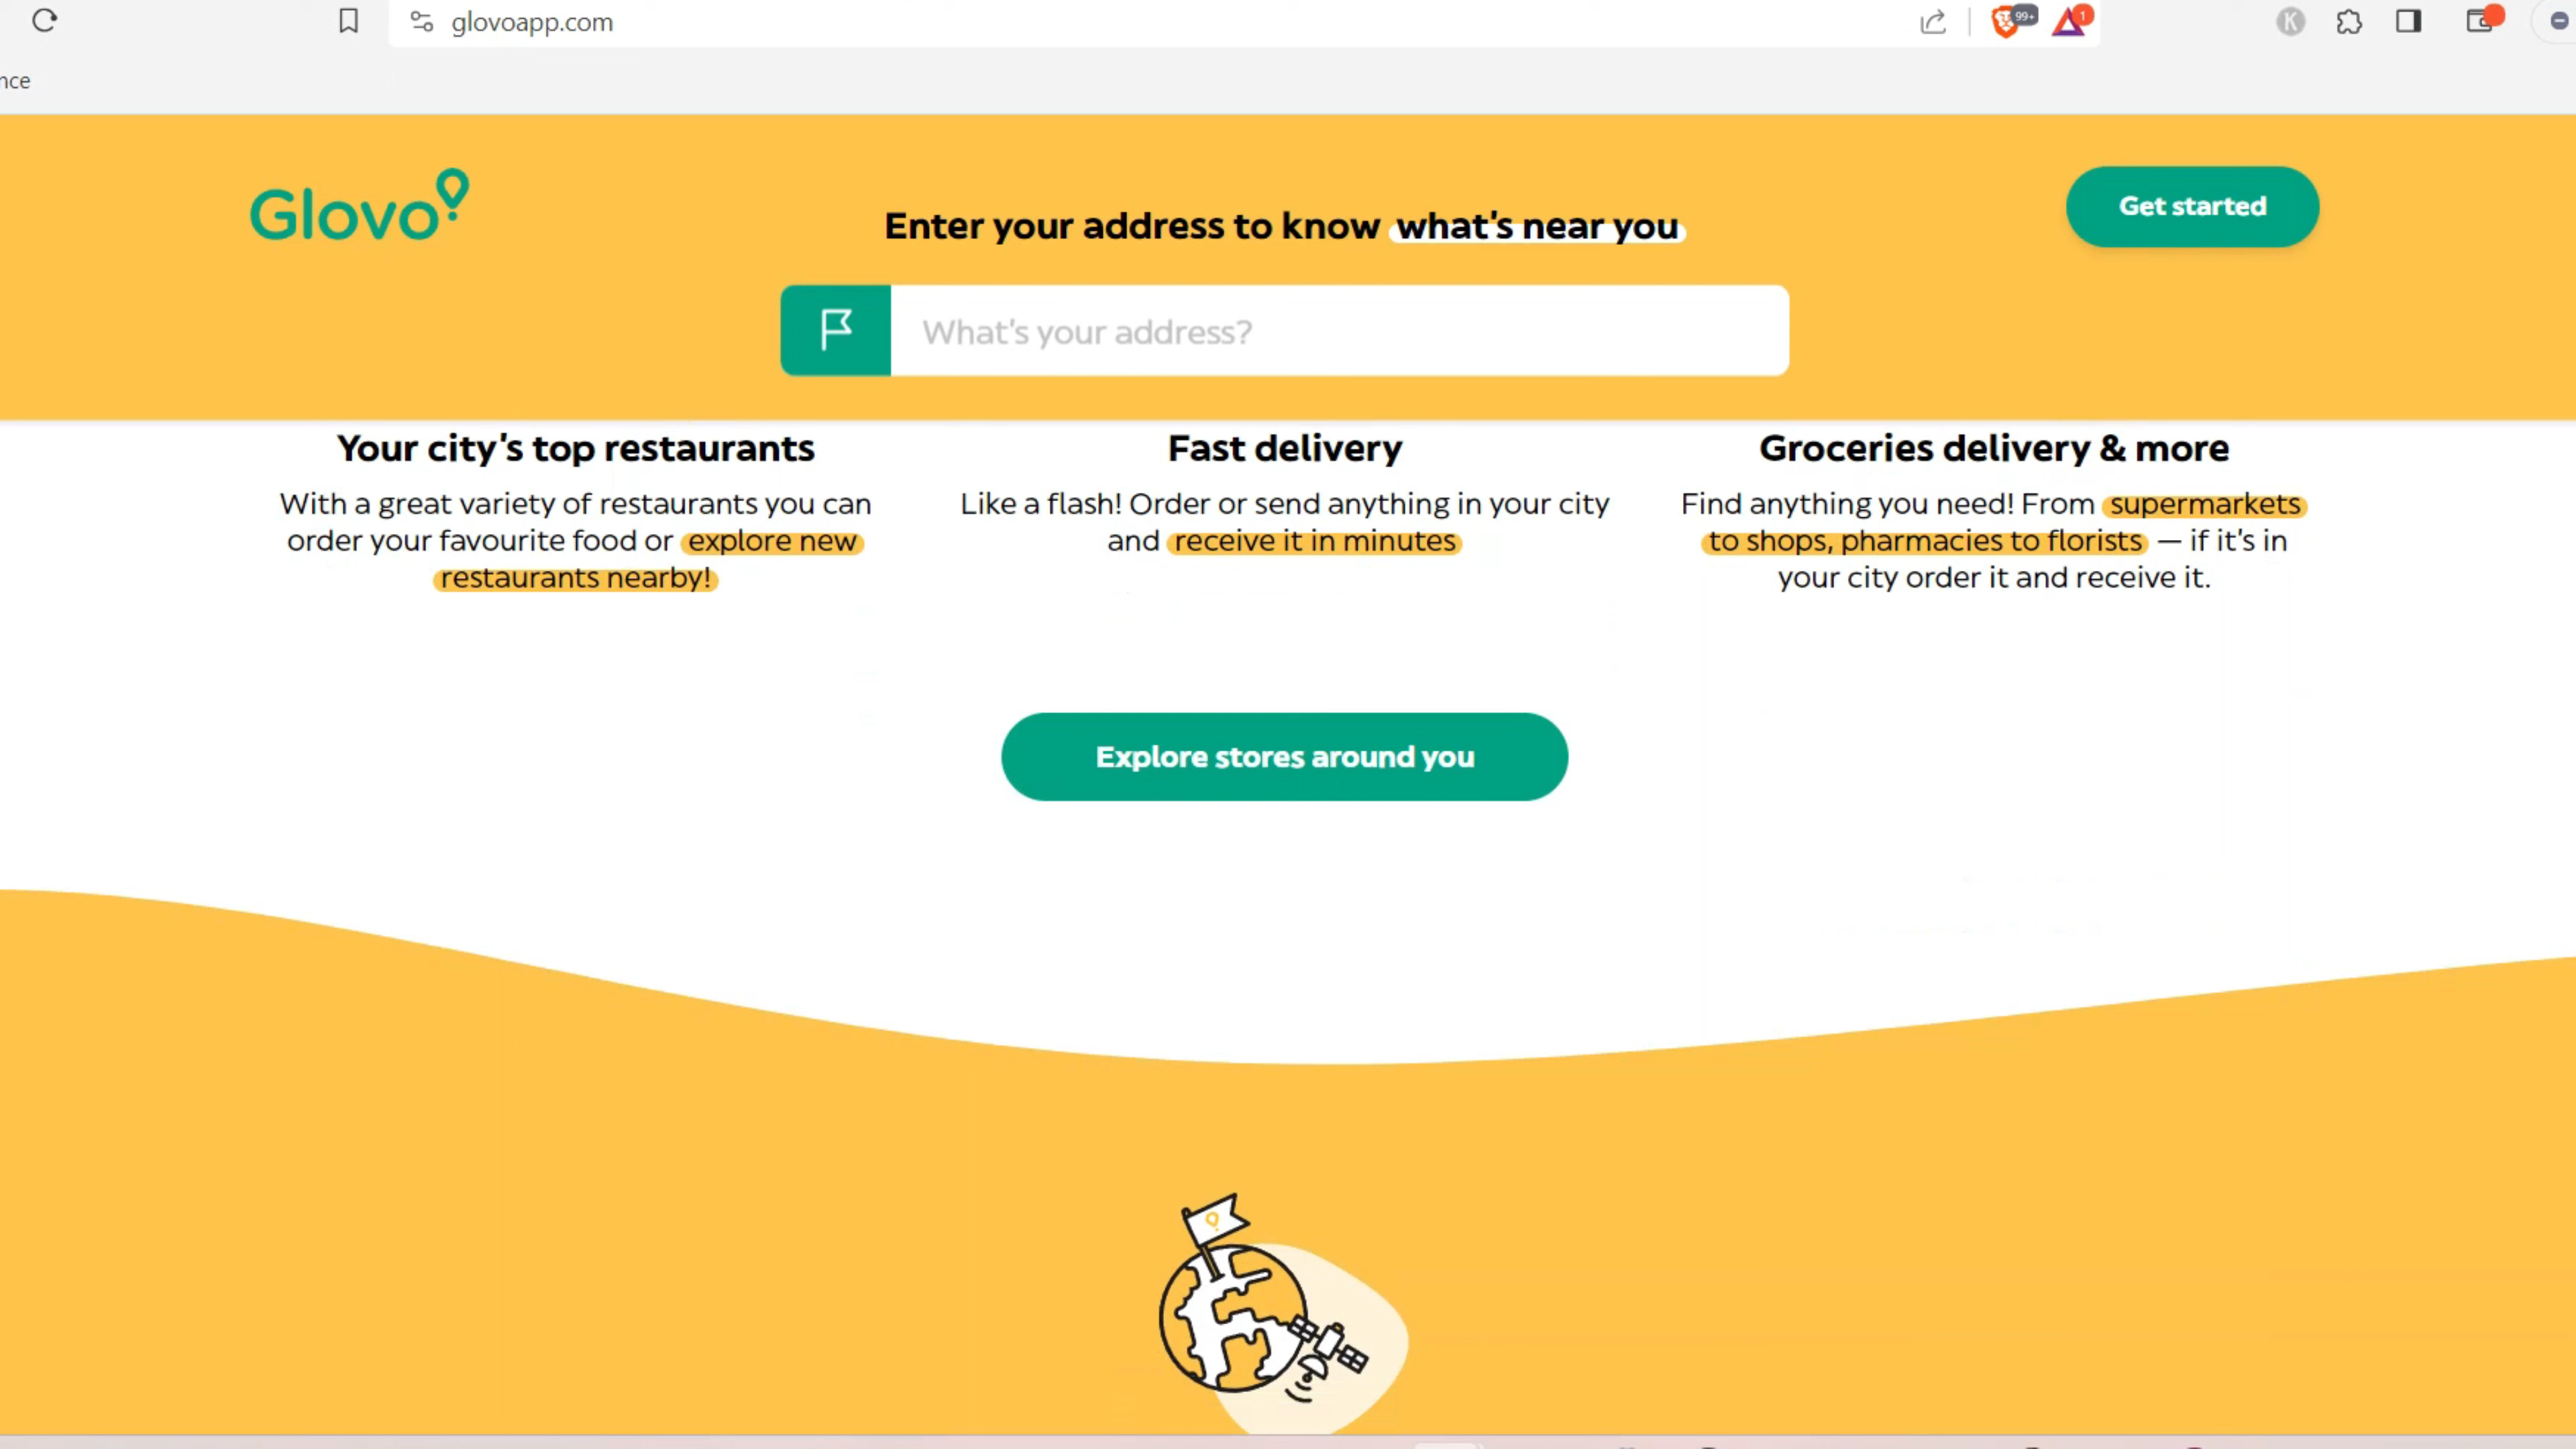 glovoapp.com
99+
1
K
nce
Glovo
Enter your address to know what's near you
Get started
What's your address?
Your city's top restaurants
With a great variety of restaurants you can
order your favourite food or explore new
restaurants nearby!
Fast delivery
Like a flash! Order or send anything in your city
and receive it in minutes
Groceries delivery & more
Find anything you need! From supermarkets
to shops, pharmacies to florists — if it's in
your city order it and receive it.
Explore stores around you